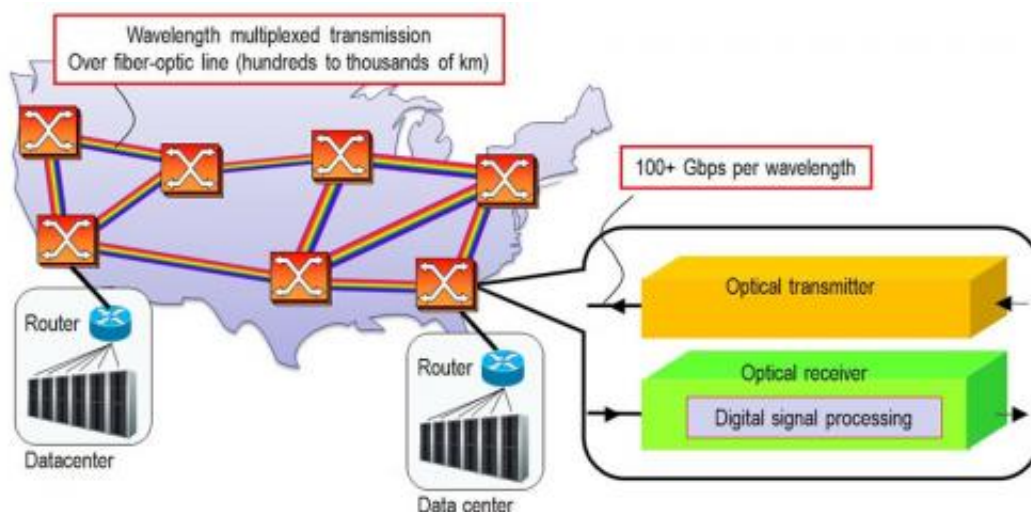 Wavelength multiplexed transmission
Over fiber-optic line (hundreds to thousands of km)
100+ Gbps per wavelength
Optical transmitter
Optical receiver
Digital signal processing
Router
Datacenter
Router
Data center